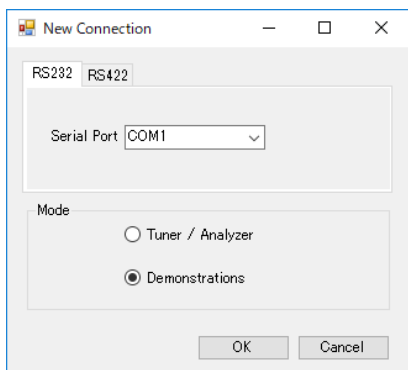 New Connection
RS232 RS422
Serial Port COM1
Mode
Tuner / Analyzer
Demonstrations
OK Cancel